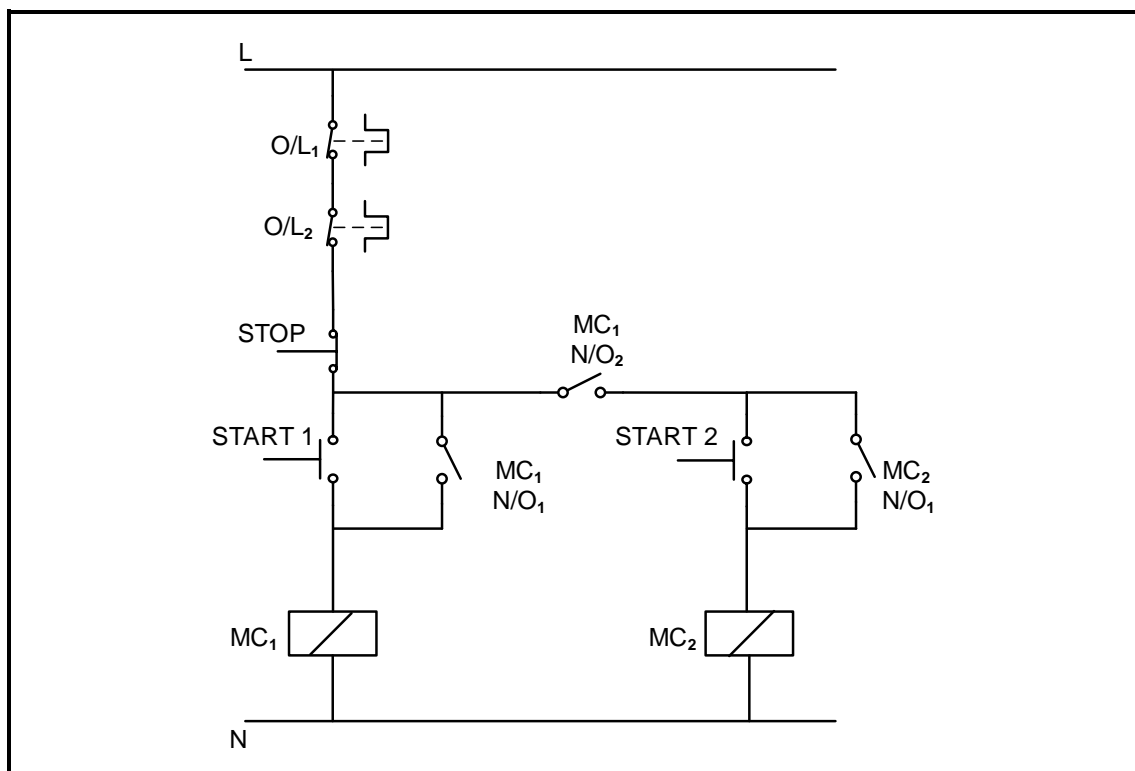 L
O/L₁
O/L₂
STOP
MC₁
N/O₂
START 1
MC₁
N/O₁
START 2
MC₂
N/O₁
MC₁
MC₂
N